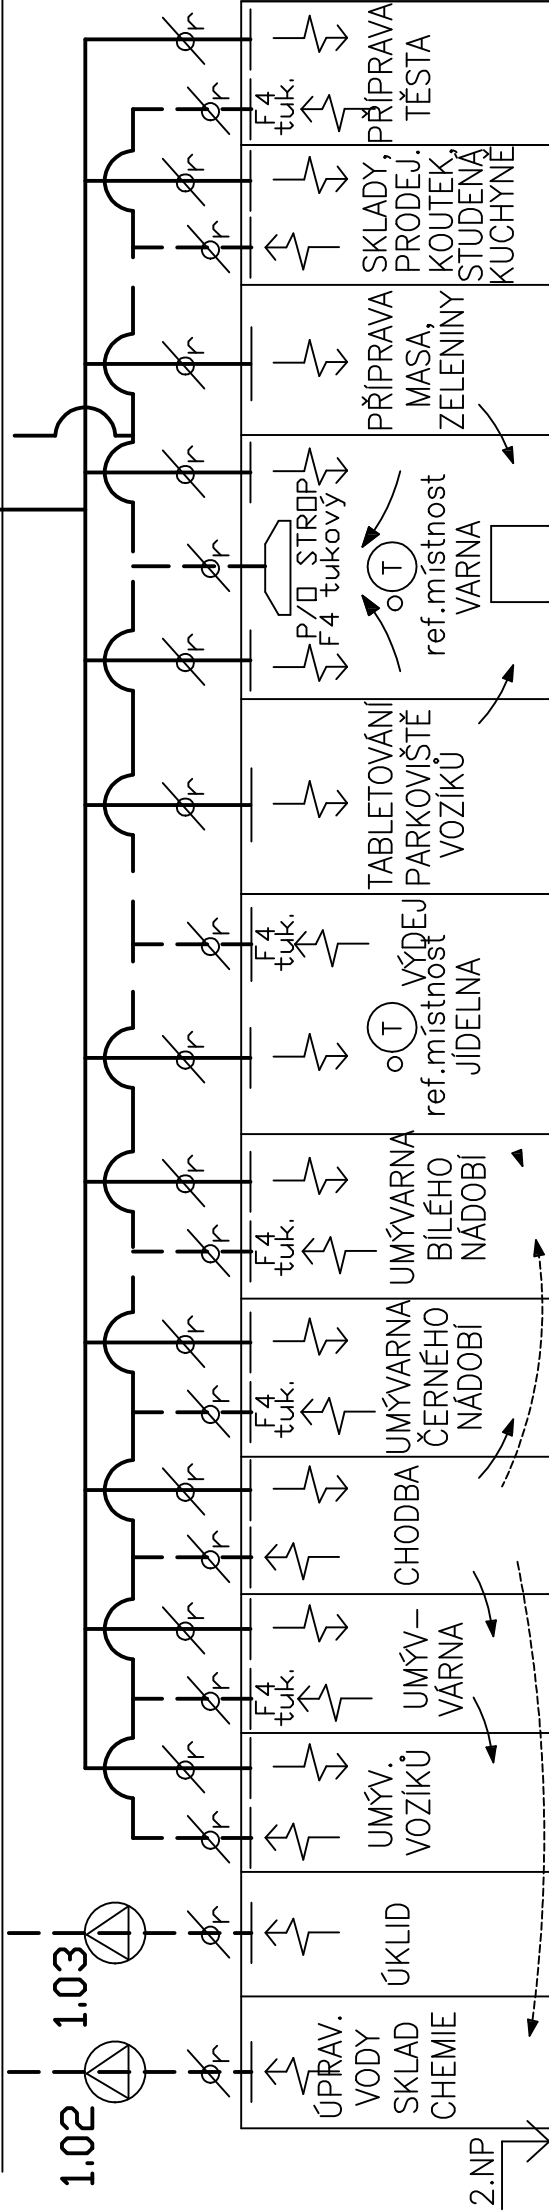 1.02
1.03
2.NP
r
r
ÚPRAV.
VODY
SKLAD
CHEMIE
ÚKLID
r
r
UMÝV.
VOZÍKŮ
r
r
F4
tuk.
UMÝV–
VÁRNA
r
r
CHODBA
r
r
F4
tuk.
UMÝVARNA
ČERNÉHO
NÁDOBÍ
r
r
F4
tuk.
UMÝVARNA
BÍLÉHO
NÁDOBÍ
r
r
F4
tuk.
T
VÝDEJ
ref.místnost
JÍDELNA
r
TABLETOVÁNÍ
PARKOVIŠTĚ
VOZÍKŮ
r
r
r
P/O STROP
F4 tukový
T
ref.místnost
VARNA
r
PŘÍPRAVA
MASA,
ZELENINY
r
r
SKLADY,
PRODEJ.
KOUTEK,
STUDENÁ
KUCHYNĚ
r
r
F4
tuk.
PŘÍPRAVA
TĚSTA